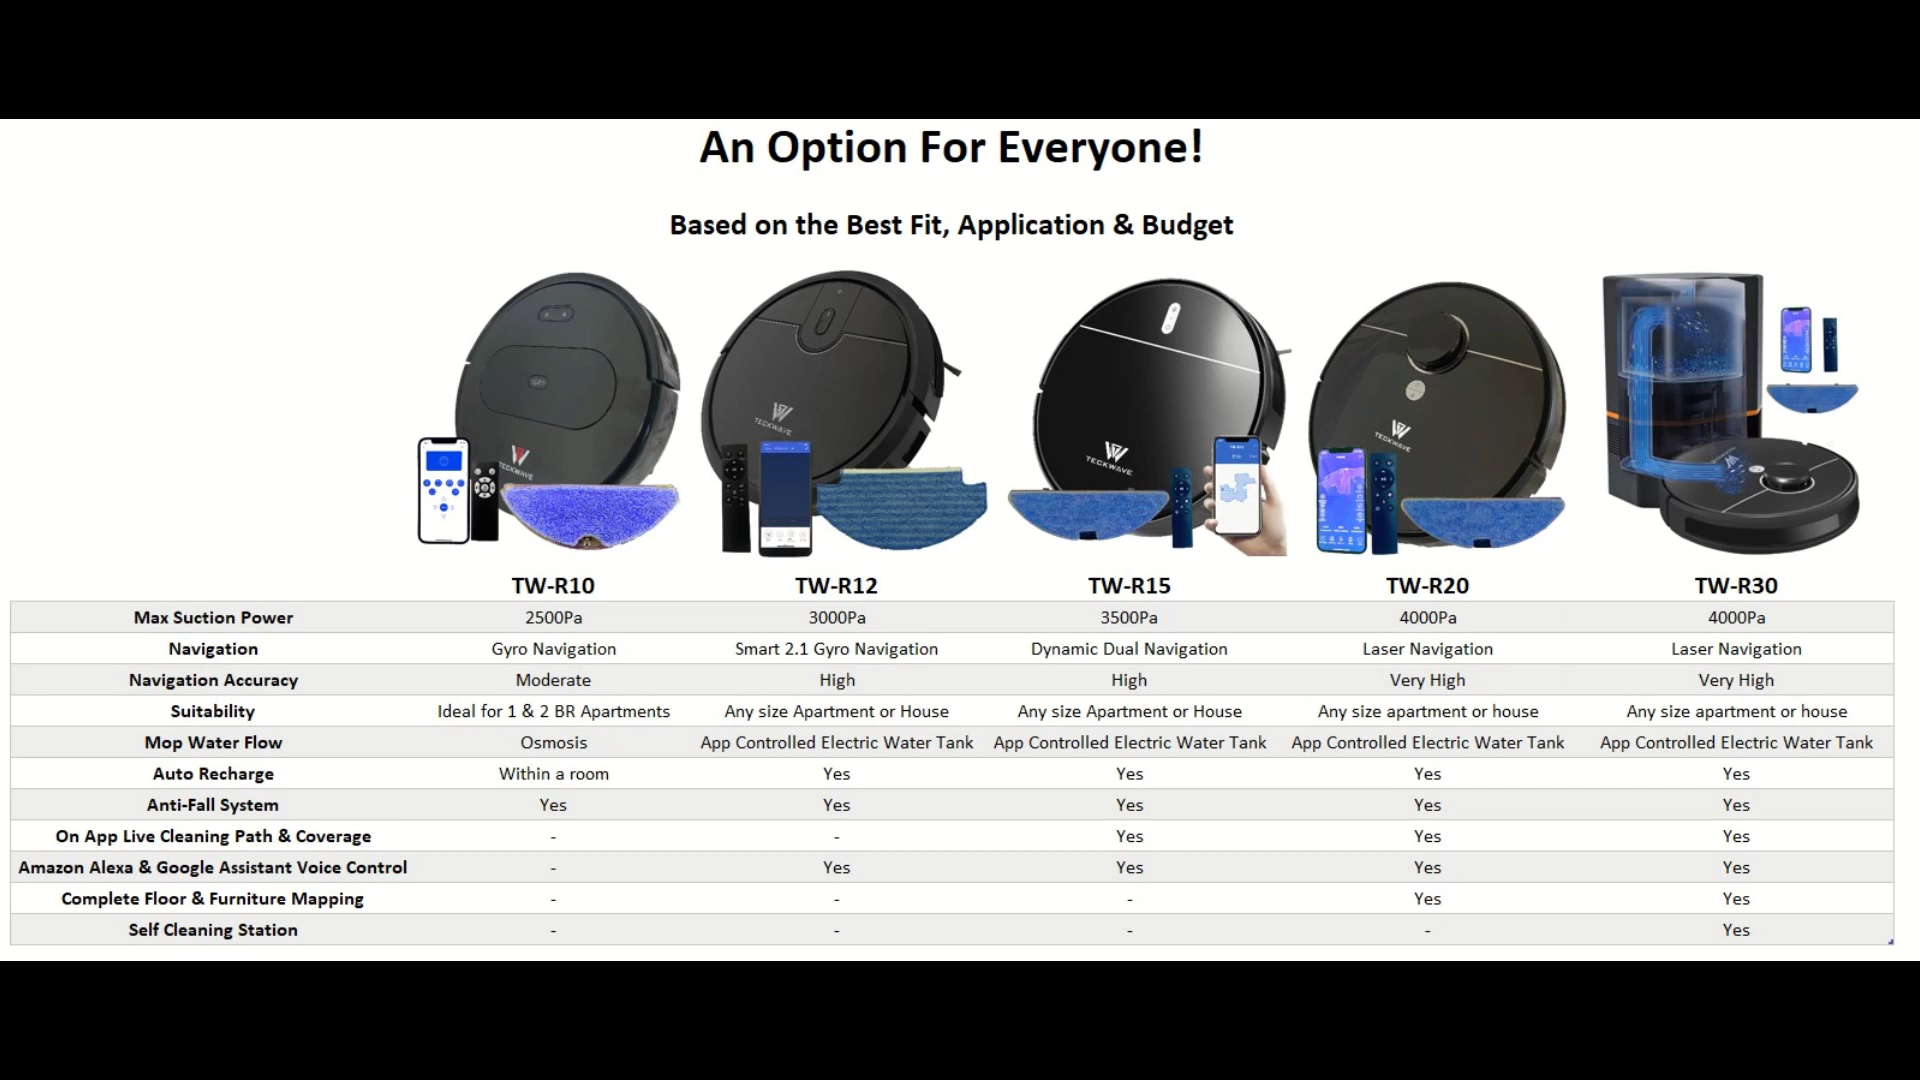 An Option For Everyone!
Based on the Best Fit, Application & Budget
TECKWAVE
TECKWAVE
TECKWAVE
TECKWAVE
TW-R10 TW-R12 TW-R15 TW-R20 TW-R30
Max Suction Power 2500Pa 3000Pa 3500Pa 4000Pa 4000Pa
Navigation Gyro Navigation Smart 2.1 Gyro Navigation Dynamic Dual Navigation Laser Navigation Laser Navigation
Navigation Accuracy Moderate High High Very High Very High
Suitability Ideal for 1 & 2 BR Apartments Any size Apartment or House Any size Apartment or House Any size apartment or house Any size apartment or house
Mop Water Flow Osmosis App Controlled Electric Water Tank App Controlled Electric Water Tank App Controlled Electric Water Tank App Controlled Electric Water Tank
Auto Recharge Within a room Yes Yes Yes Yes
Anti-Fall System Yes Yes Yes Yes Yes
On App Live Cleaning Path & Coverage - - Yes Yes Yes
Amazon Alexa & Google Assistant Voice Control - Yes Yes Yes Yes
Complete Floor & Furniture Mapping - - - Yes Yes
Self Cleaning Station - - - - Yes